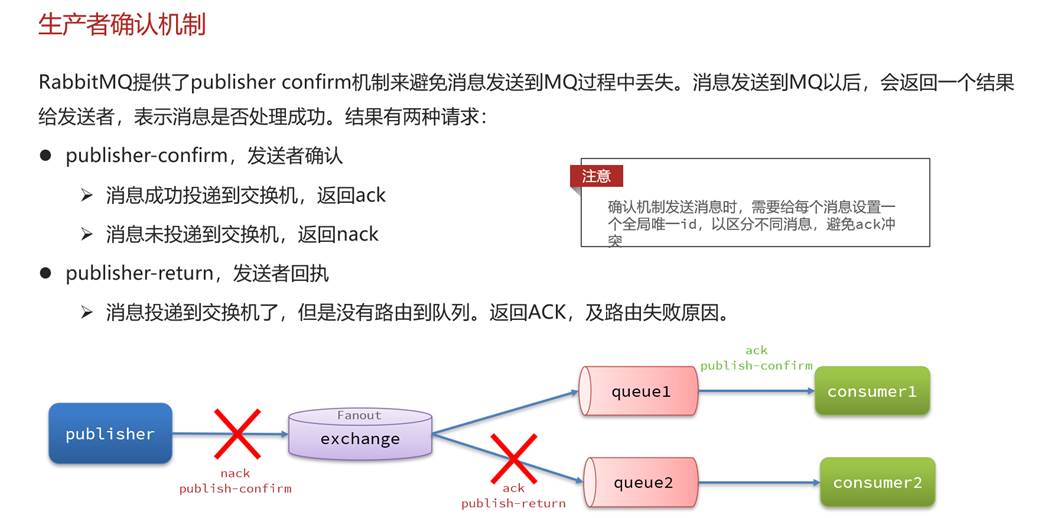 生产者确认机制
RabbitMQ提供了publisher confirm机制来避免消息发送到MQ过程中丢失。消息发送到MQ以后，会返回一个结果
给发送者，表示消息是否处理成功。结果有两种请求：
● publisher-confirm，发送者确认
➢ 消息成功投递到交换机，返回ack
➢ 消息未投递到交换机，返回nack
● publisher-return，发送者回执
➢ 消息投递到交换机了，但是没有路由到队列。返回ACK，及路由失败原因。
注意
确认机制发送消息时，需要给每个消息设置一
个全局唯一id，以区分不同消息，避免ack冲
突
publisher
nack
publish-confirm
Fanout
exchange
ack
publish-return
queue1
queue2
ack
publish-confirm
consumer1
consumer2